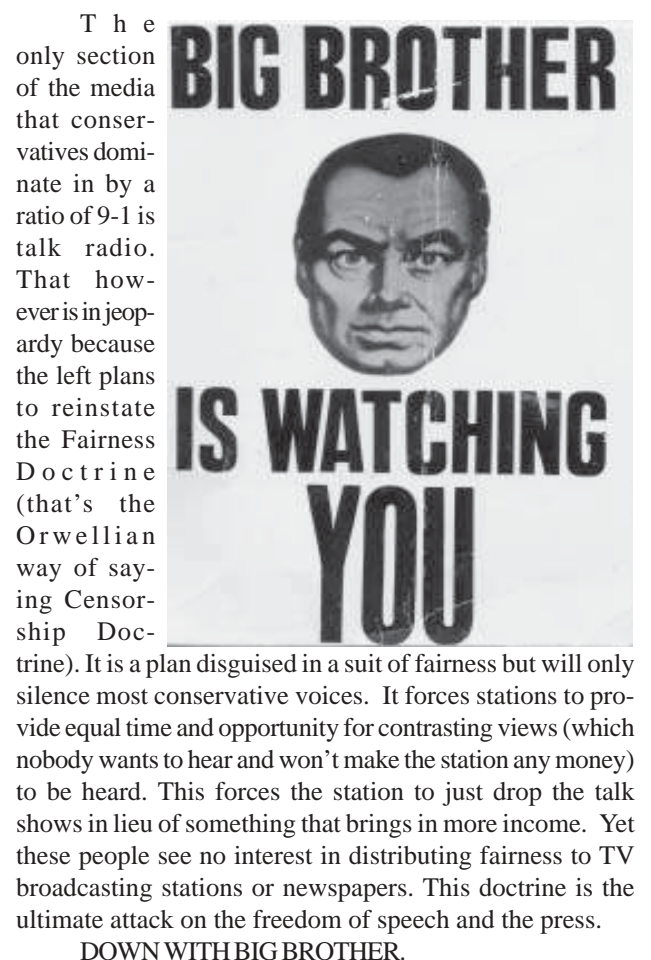 The
only section
of the media
that conser-
vatives domi-
nate in by a
ratio of 9-1 is
talk radio.
That how-
ever is in jeop-
ardy because
the left plans
to reinstate
the Fairness
Doctrine
(that's the
Orwellian
way of say-
ing Censor-
ship Doc-
BIG BROTHER
IS WATCHING
YOU
trine). It is a plan disguised in a suit of fairness but will only
silence most conservative voices. It forces stations to pro-
vide equal time and opportunity for contrasting views (which
nobody wants to hear and won't make the station any money)
to be heard. This forces the station to just drop the talk
shows in lieu of something that brings in more income. Yet
these people see no interest in distributing fairness to TV
broadcasting stations or newspapers. This doctrine is the
ultimate attack on the freedom of speech and the press.
DOWN WITH BIG BROTHER.